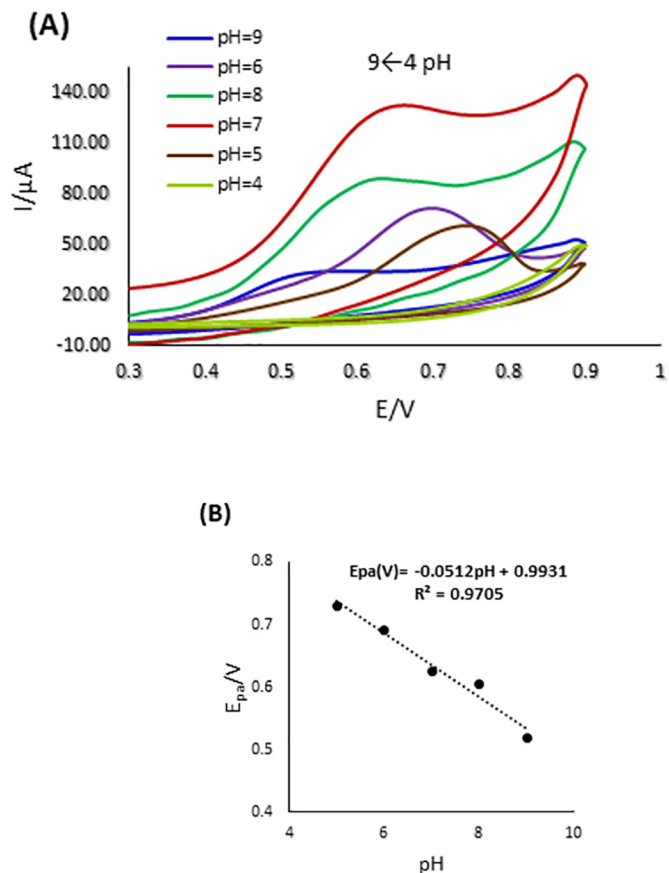 (A)
pH=9
pH=6
pH=8
pH=7
pH=5
pH=4
9←4 pH
I/µA
140.00
110.00
80.00
50.00
20.00
-10.00
0.3 0.4 0.5 0.6 0.7 0.8 0.9 1
E/V
(B)
Epa(V)= -0.0512pH + 0.9931
R² = 0.9705
Epa/V
0.8
0.7
0.6
0.5
0.4
4 6 8 10
pH